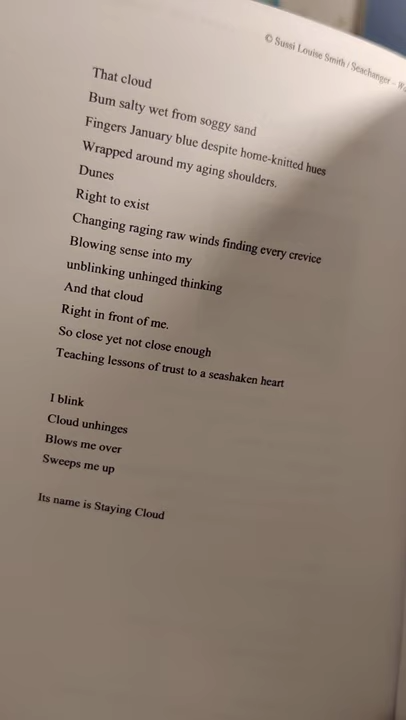 © Sussi Louise Smith / Seachanger –
That cloud
Bum salty wet from soggy sand
Fingers January blue despite home-knitted hues
Wrapped around my aging shoulders.
Dunes
Right to exist
Changing raging raw winds finding every crevice
Blowing sense into my
unblinking unhinged thinking
And that cloud
Right in front of me.
So close yet not close enough
Teaching lessons of trust to a seashaken heart
I blink
Cloud unhinges
Blows me over
Sweeps me up
Its name is Staying Cloud